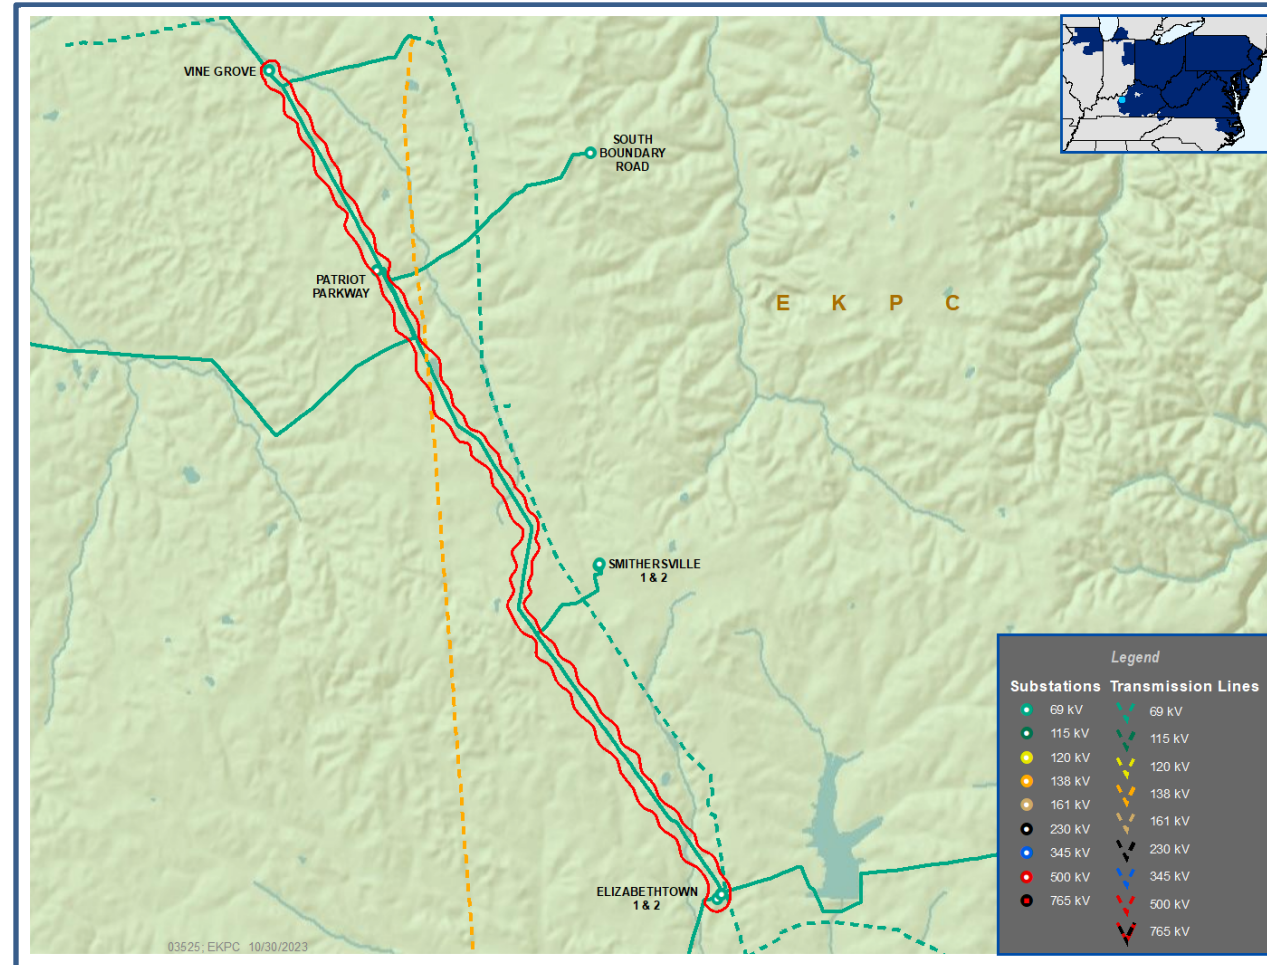 VINE GROVE
SOUTH
BOUNDARY
ROAD
PATRIOT
PARKWAY
E K P C
SMITHERSVILLE
1 & 2
ELIZABETHTOWN
1 & 2
03525; EKPC 10/30/2023
Legend
Substations Transmission Lines
69 kV 69 kV
115 kV 115 kV
120 kV 120 kV
138 kV 138 kV
161 kV 161 kV
230 kV 230 kV
345 kV 345 kV
500 kV 500 kV
765 kV 765 kV